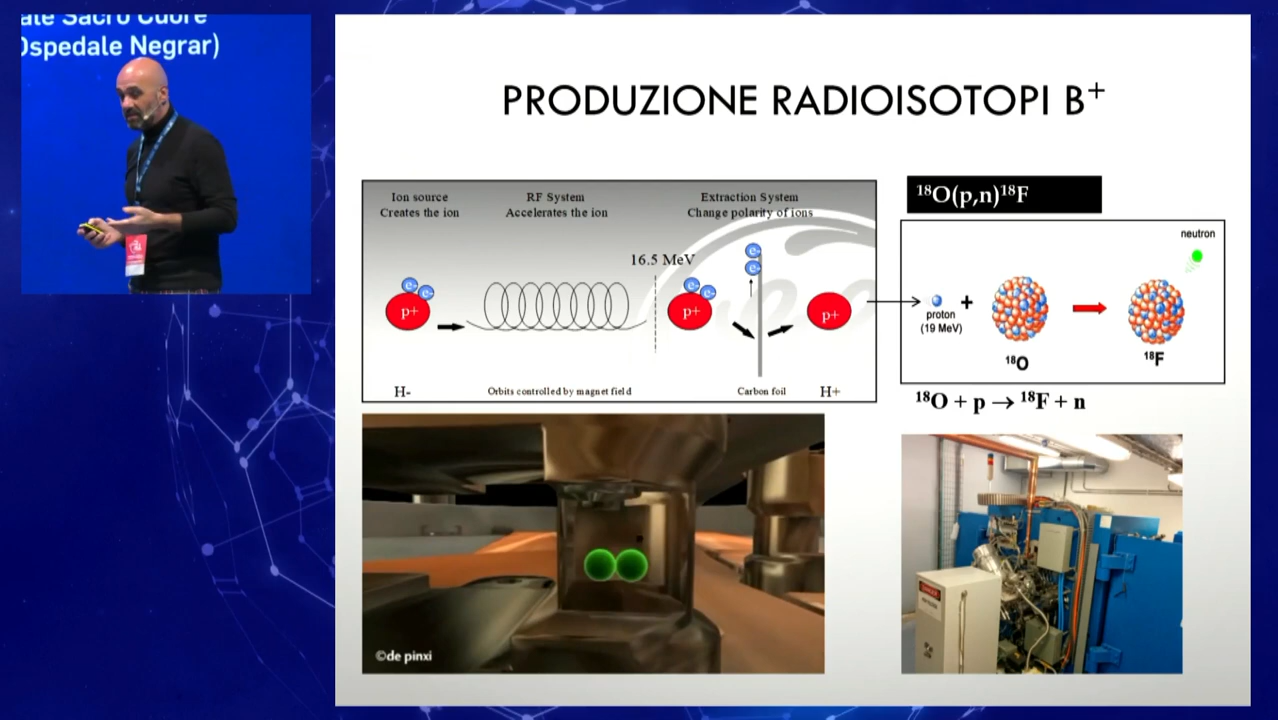 ale Sacro Cuore
Ospedale Negrar)
PRODUZIONE RADIOISOTOPI B⁺
Ion source
Creates the ion
RF System
Accelerates the ion
Extraction System
Change polarity of ions
16.5 MeV
e-
e-
p+
e-
e-
p+
e-
e-
p+
H-
Orbits controlled by magnet field
Carbon foil
H+
¹⁸O(p,n)¹⁸F
neutron
proton
(19 MeV)
+
¹⁸O
¹⁸F
¹⁸O + p → ¹⁸F + n
©de pinxi
DANGER